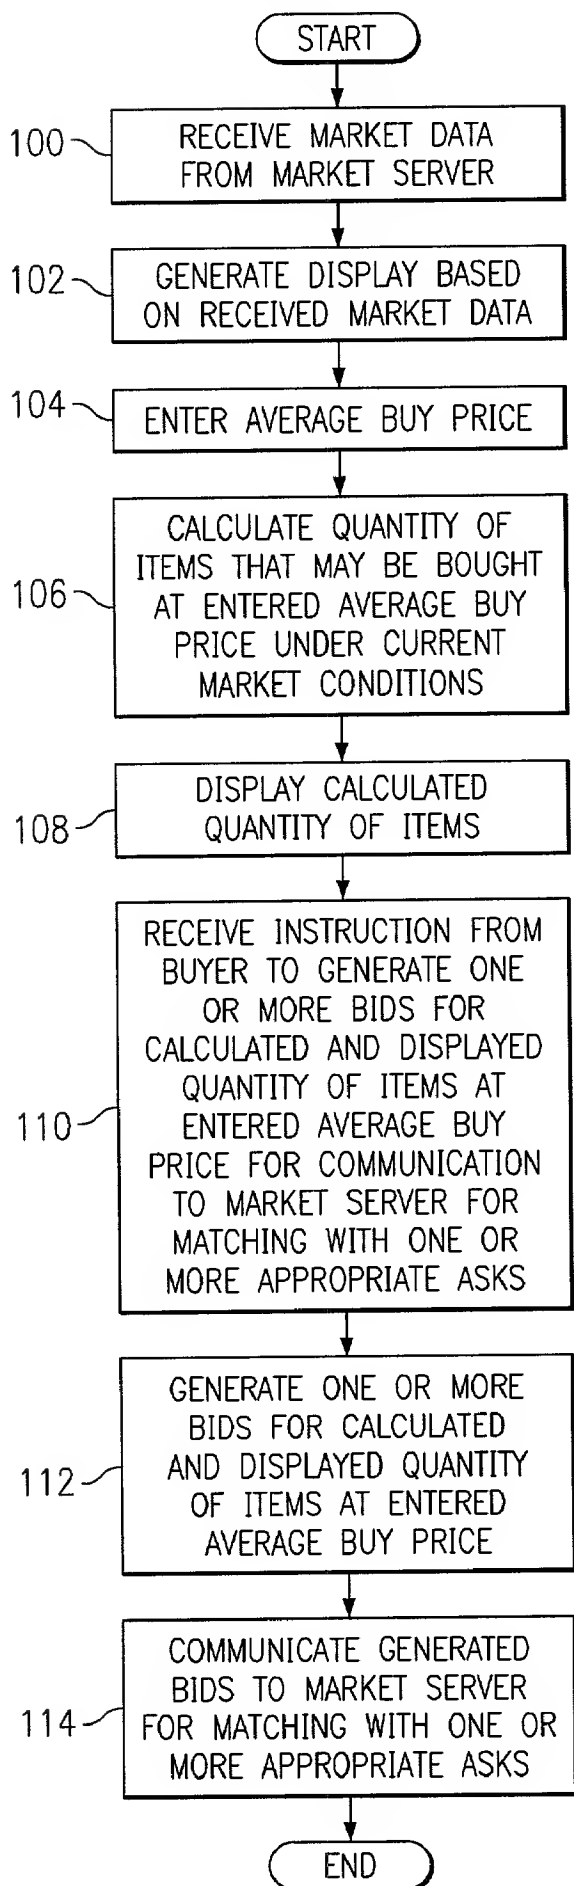 START
100
RECEIVE MARKET DATA
FROM MARKET SERVER
102
GENERATE DISPLAY BASED
ON RECEIVED MARKET DATA
104
ENTER AVERAGE BUY PRICE
106
CALCULATE QUANTITY OF
ITEMS THAT MAY BE BOUGHT
AT ENTERED AVERAGE BUY
PRICE UNDER CURRENT
MARKET CONDITIONS
108
DISPLAY CALCULATED
QUANTITY OF ITEMS
110
RECEIVE INSTRUCTION FROM
BUYER TO GENERATE ONE
OR MORE BIDS FOR
CALCULATED AND DISPLAYED
QUANTITY OF ITEMS AT
ENTERED AVERAGE BUY
PRICE FOR COMMUNICATION
TO MARKET SERVER FOR
MATCHING WITH ONE OR
MORE APPROPRIATE ASKS
112
GENERATE ONE OR MORE
BIDS FOR CALCULATED
AND DISPLAYED QUANTITY
OF ITEMS AT ENTERED
AVERAGE BUY PRICE
114
COMMUNICATE GENERATED
BIDS TO MARKET SERVER
FOR MATCHING WITH ONE OR
MORE APPROPRIATE ASKS
END